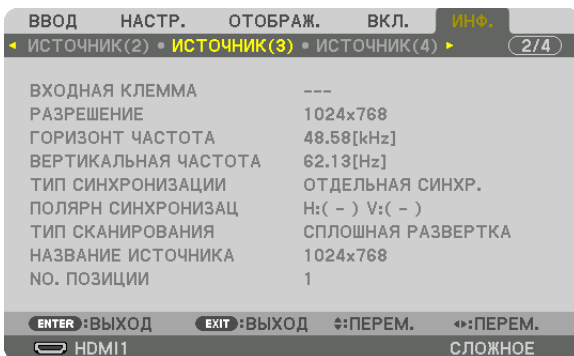 ВВОД НАСТР. ОТОБРАЖ. ВКЛ. ИНФ.
◄ ИСТОЧНИК(2) • ИСТОЧНИК(3) • ИСТОЧНИК(4) ► 2/4
ВХОДНАЯ КЛЕММА ---
РАЗРЕШЕНИЕ 1024x768
ГОРИЗОНТ ЧАСТОТА 48.58[kHz]
ВЕРТИКАЛЬНАЯ ЧАСТОТА 62.13[Hz]
ТИП СИНХРОНИЗАЦИИ ОТДЕЛЬНАЯ СИНХР.
ПОЛЯРН СИНХРОНИЗАЦ H:( – ) V:( – )
ТИП СКАНИРОВАНИЯ СПЛОШНАЯ РАЗВЕРТКА
НАЗВАНИЕ ИСТОЧНИКА 1024x768
NO. ПОЗИЦИИ 1
ENTER :ВЫХОД EXIT :ВЫХОД ♦:ПЕРЕМ. ◄►:ПЕРЕМ.
HDMI1 СЛОЖНОЕ